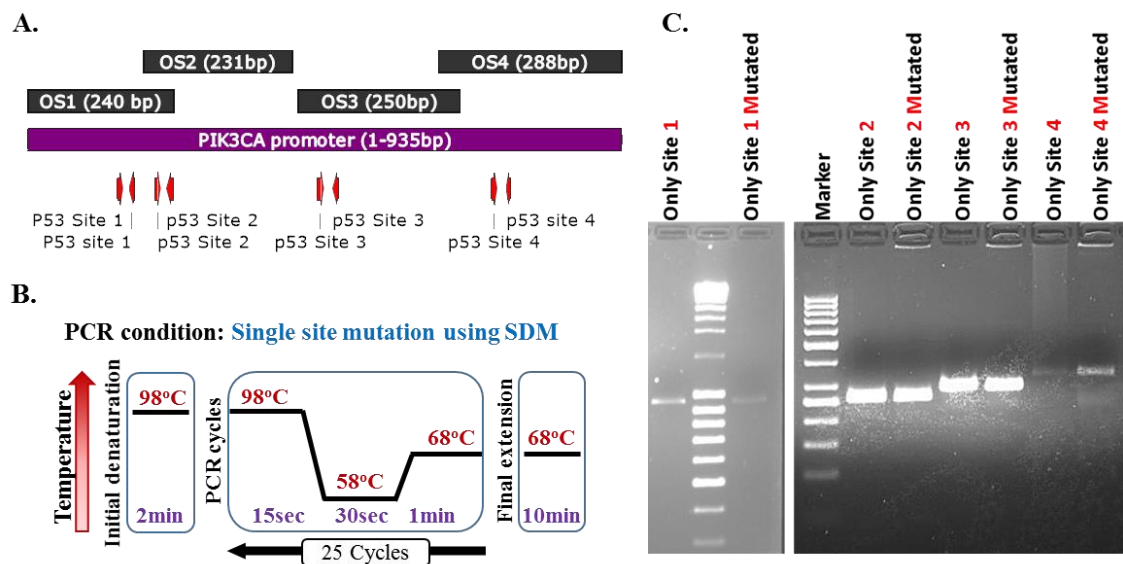 A.
OS2 (231bp)
OS4 (288bp)
OS1 (240 bp)
OS3 (250bp)
PIK3CA promoter (1-935bp)
P53 Site 1
p53 Site 2
p53 Site 3
p53 site 4
P53 site 1
p53 Site 2
p53 Site 3
p53 Site 4
B.
PCR condition: Single site mutation using SDM
Temperature
Initial denaturation
98°C
2min
PCR cycles
98°C
68°C
58°C
15sec
30sec
1min
Final extension
68°C
10min
25 Cycles
C.
Only Site 1
Only Site 1 Mutated
Marker
Only Site 2
Only Site 2 Mutated
Only Site 3
Only Site 3 Mutated
Only Site 4
Only Site 4 Mutated